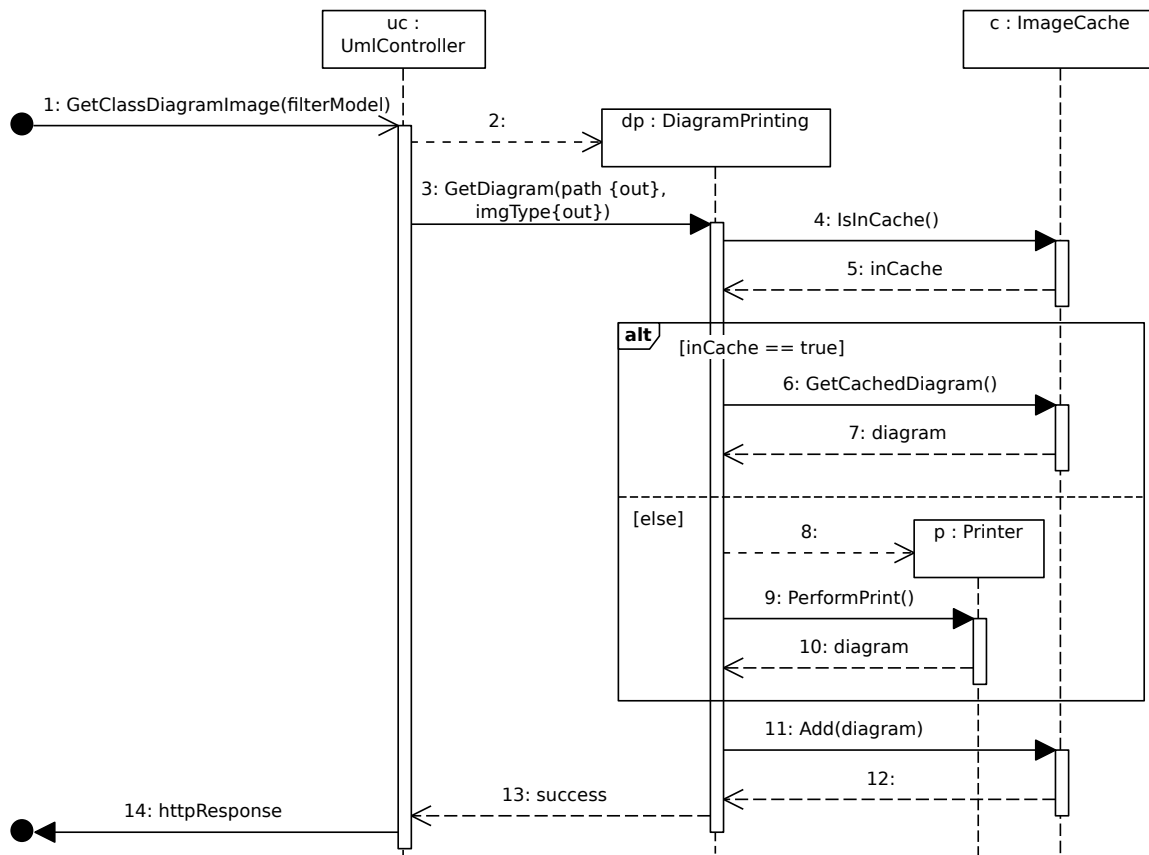 uc :
UmlController
c : ImageCache
1: GetClassDiagramImage(filterModel)
2:
dp : DiagramPrinting
3: GetDiagram(path {out},
imgType{out})
4: IsInCache()
5: inCache
alt
[inCache == true]
6: GetCachedDiagram()
7: diagram
[else]
8:
p : Printer
9: PerformPrint()
10: diagram
11: Add(diagram)
12:
13: success
14: httpResponse